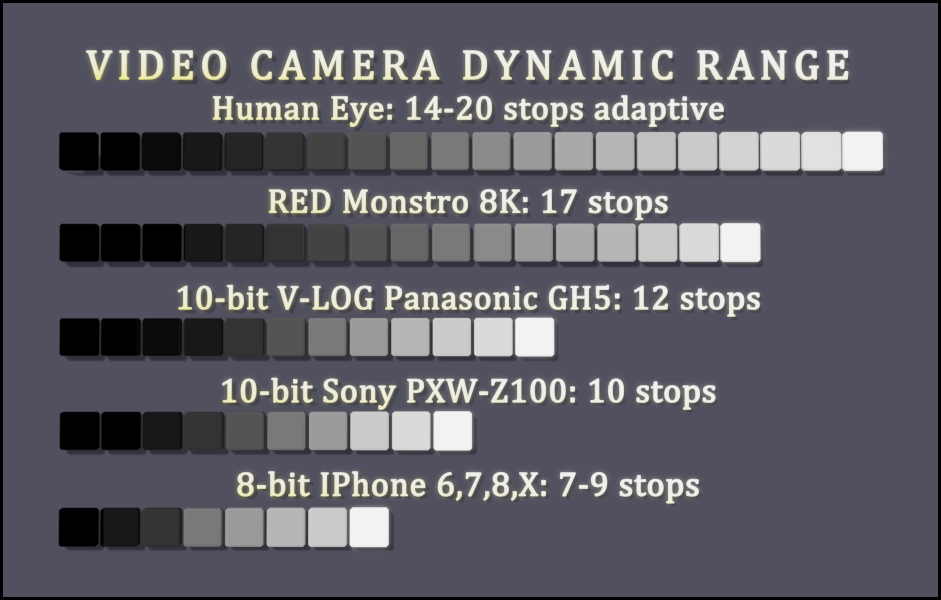 VIDEO CAMERA DYNAMIC RANGE
Human Eye: 14-20 stops adaptive
RED Monstro 8K: 17 stops
10-bit V-LOG Panasonic GH5: 12 stops
10-bit Sony PXW-Z100: 10 stops
8-bit IPhone 6,7,8,X: 7-9 stops